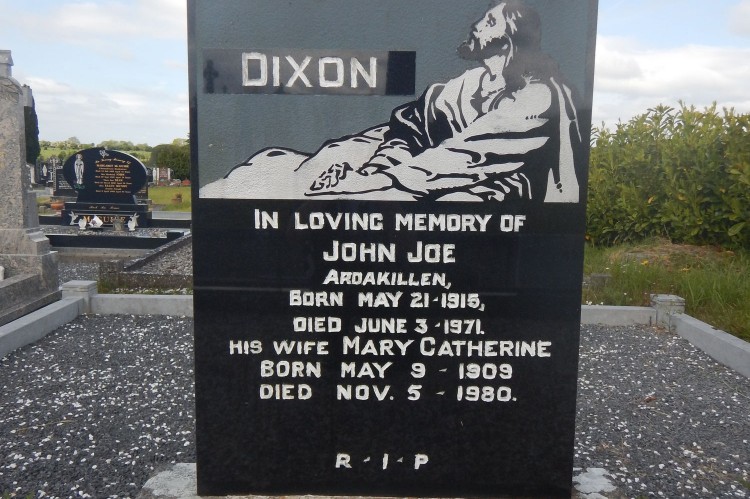 DIXON
IN LOVING MEMORY OF
JOHN JOE
ARDAKILLEN,
BORN MAY 21-1915,
DIED JUNE 3-1971.
HIS WIFE MARY CATHERINE
BORN MAY 9-1909
DIED NOV. 5-1980.
R-I-P